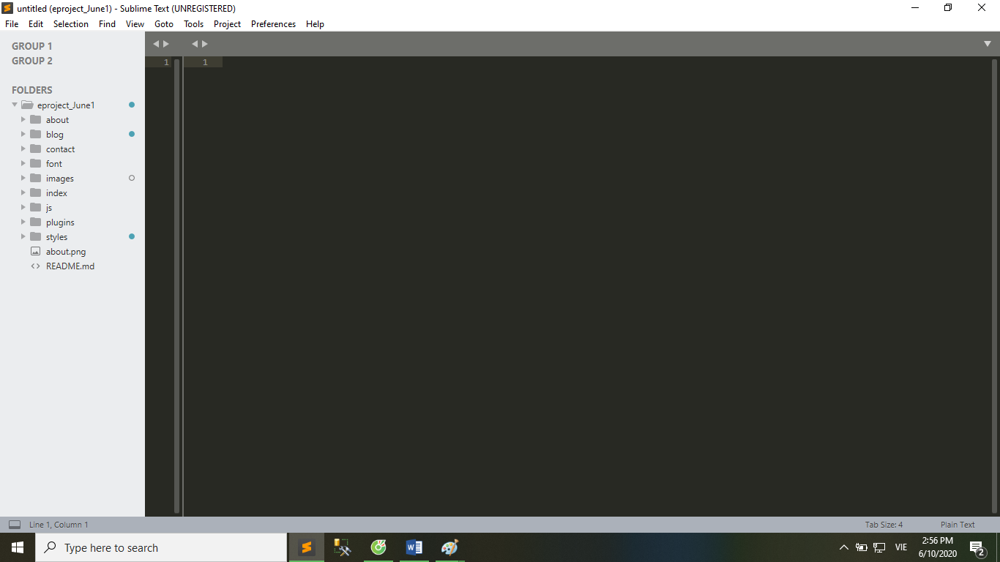 untitled (eproject_June1) - Sublime Text (UNREGISTERED)
File Edit Selection Find View Goto Tools Project Preferences Help
GROUP 1
GROUP 2
FOLDERS
eproject_June1
about
blog
contact
font
images
index
js
plugins
styles
about.png
README.md
1 1
Line 1, Column 1 Tab Size: 4 Plain Text
Type here to search
VIE
2:56 PM
6/10/2020
2